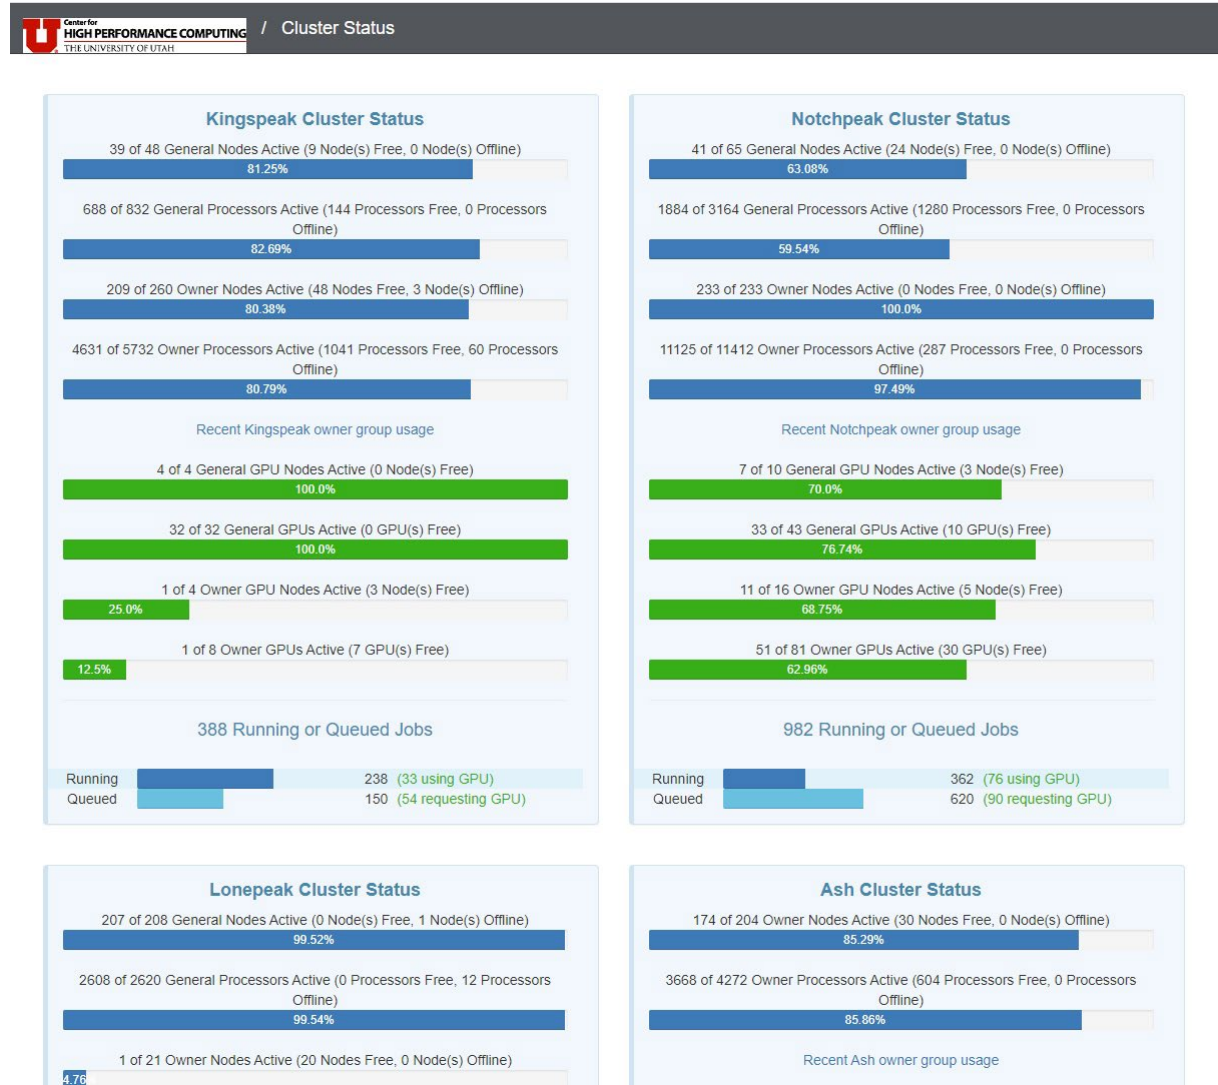 Center for
HIGH PERFORMANCE COMPUTING
THE UNIVERSITY OF UTAH
/ Cluster Status
Kingspeak Cluster Status
39 of 48 General Nodes Active (9 Node(s) Free, 0 Node(s) Offline)
81.25%
688 of 832 General Processors Active (144 Processors Free, 0 Processors
Offline)
82.69%
209 of 260 Owner Nodes Active (48 Nodes Free, 3 Node(s) Offline)
80.38%
4631 of 5732 Owner Processors Active (1041 Processors Free, 60 Processors
Offline)
80.79%
Recent Kingspeak owner group usage
4 of 4 General GPU Nodes Active (0 Node(s) Free)
100.0%
32 of 32 General GPUs Active (0 GPU(s) Free)
100.0%
1 of 4 Owner GPU Nodes Active (3 Node(s) Free)
25.0%
1 of 8 Owner GPUs Active (7 GPU(s) Free)
12.5%
388 Running or Queued Jobs
Running 238 (33 using GPU)
Queued 150 (54 requesting GPU)
Notchpeak Cluster Status
41 of 65 General Nodes Active (24 Node(s) Free, 0 Node(s) Offline)
63.08%
1884 of 3164 General Processors Active (1280 Processors Free, 0 Processors
Offline)
59.54%
233 of 233 Owner Nodes Active (0 Nodes Free, 0 Node(s) Offline)
100.0%
11125 of 11412 Owner Processors Active (287 Processors Free, 0 Processors
Offline)
97.49%
Recent Notchpeak owner group usage
7 of 10 General GPU Nodes Active (3 Node(s) Free)
70.0%
33 of 43 General GPUs Active (10 GPU(s) Free)
76.74%
11 of 16 Owner GPU Nodes Active (5 Node(s) Free)
68.75%
51 of 81 Owner GPUs Active (30 GPU(s) Free)
62.96%
982 Running or Queued Jobs
Running 362 (76 using GPU)
Queued 620 (90 requesting GPU)
Lonepeak Cluster Status
207 of 208 General Nodes Active (0 Node(s) Free, 1 Node(s) Offline)
99.52%
2608 of 2620 General Processors Active (0 Processors Free, 12 Processors
Offline)
99.54%
1 of 21 Owner Nodes Active (20 Nodes Free, 0 Node(s) Offline)
4.76
Ash Cluster Status
174 of 204 Owner Nodes Active (30 Nodes Free, 0 Node(s) Offline)
85.29%
3668 of 4272 Owner Processors Active (604 Processors Free, 0 Processors
Offline)
85.86%
Recent Ash owner group usage